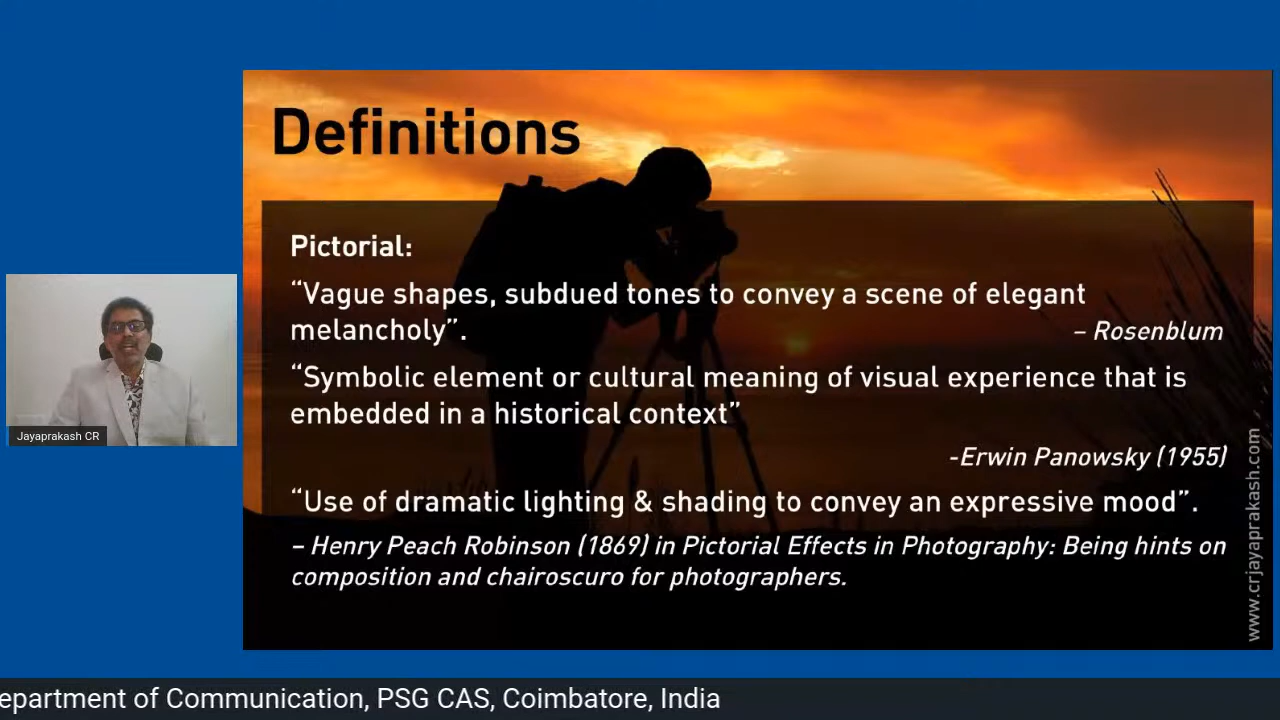 Definitions
Pictorial:
“Vague shapes, subdued tones to convey a scene of elegant
melancholy”.
– Rosenblum
“Symbolic element or cultural meaning of visual experience that is
embedded in a historical context”
-Erwin Panowsky (1955)
“Use of dramatic lighting & shading to convey an expressive mood”.
– Henry Peach Robinson (1869) in Pictorial Effects in Photography: Being hints on
composition and chairoscuro for photographers.
www.crjayaprakash.com
Jayaprakash CR
epartment of Communication, PSG CAS, Coimbatore, India